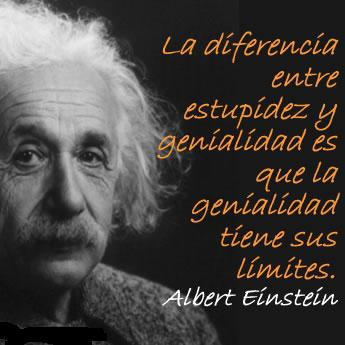 La diferencia
entre
estupidez y
genialidad es
que la
genialidad
tiene sus
límites.
Albert Einstein